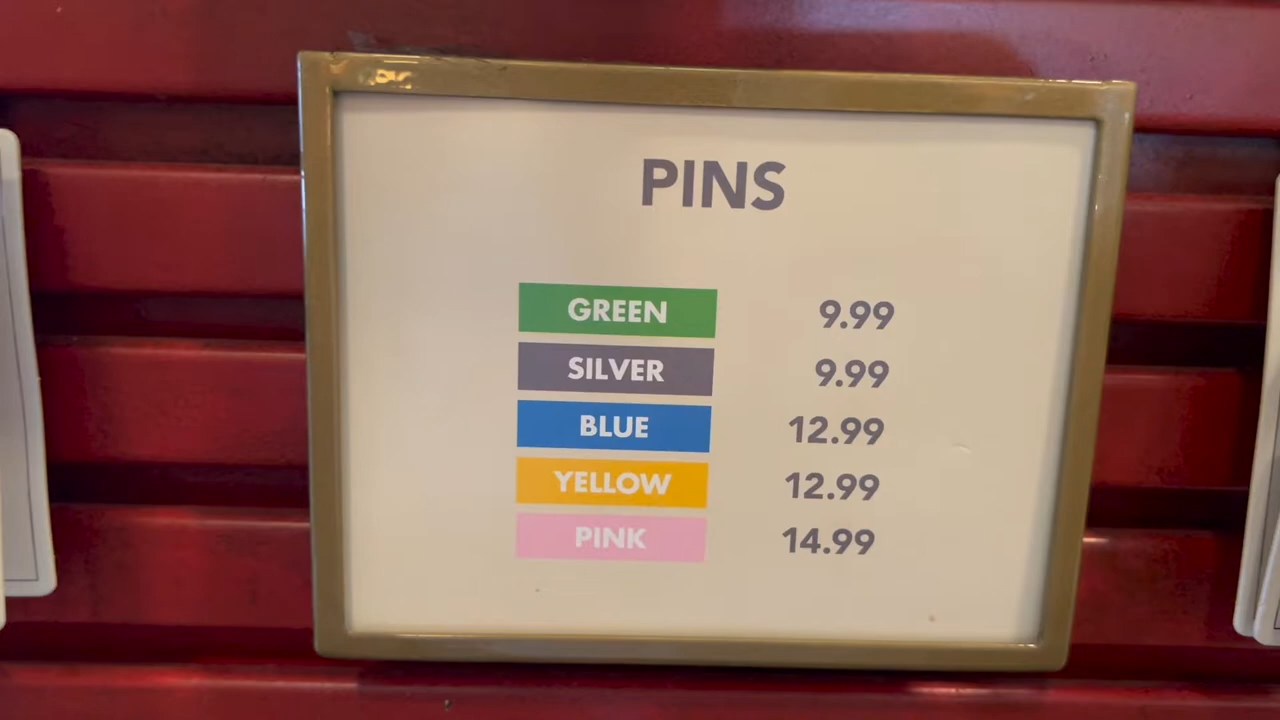 PINS
GREEN 9.99
SILVER 9.99
BLUE 12.99
YELLOW 12.99
PINK 14.99